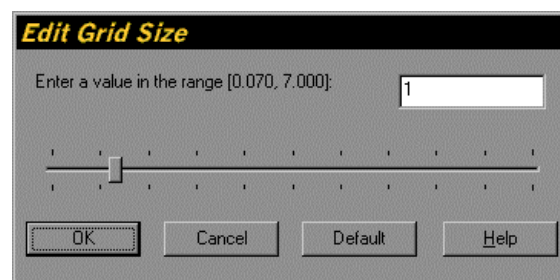 Edit Grid Size
Enter a value in the range [0.070, 7.000]:
1
OK
Cancel
Default
Help